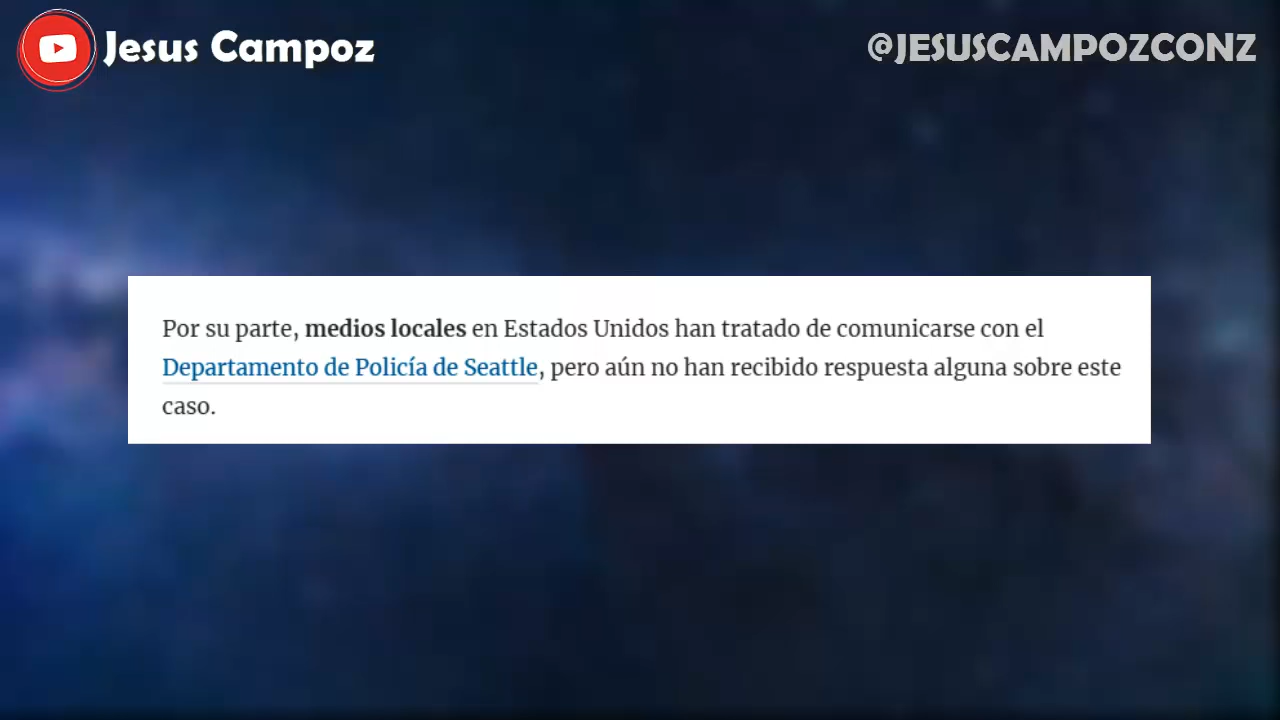 Jesus Campoz
@JESUSCAMPOZCONZ
Por su parte, medios locales en Estados Unidos han tratado de comunicarse con el
Departamento de Policía de Seattle, pero aún no han recibido respuesta alguna sobre este
caso.